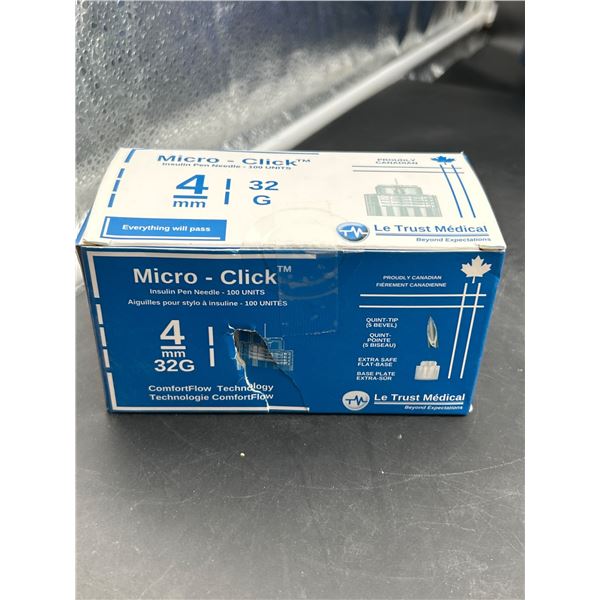 Micro - Click™
Insulin Pen Needle - 100 UNITS
4
mm
32
G
Everything will pass
PROUDLY
CANADIAN
Le Trust Médical
Beyond Expectations
Micro - Click™
Insulin Pen Needle - 100 UNITS
Aiguilles pour stylo à insuline - 100 UNITÉS
4
mm
32G
ComfortFlow Technology
Technologie ComfortFlow
PROUDLY CANADIAN
FIÈREMENT CANADIENNE
QUINT-TIP
(5 BEVEL)
QUINT-
POINTE
(5 BISEAU)
EXTRA SAFE
FLAT-BASE
BASE PLATE
EXTRA-SÛR
Le Trust Médical
Beyond Expectations